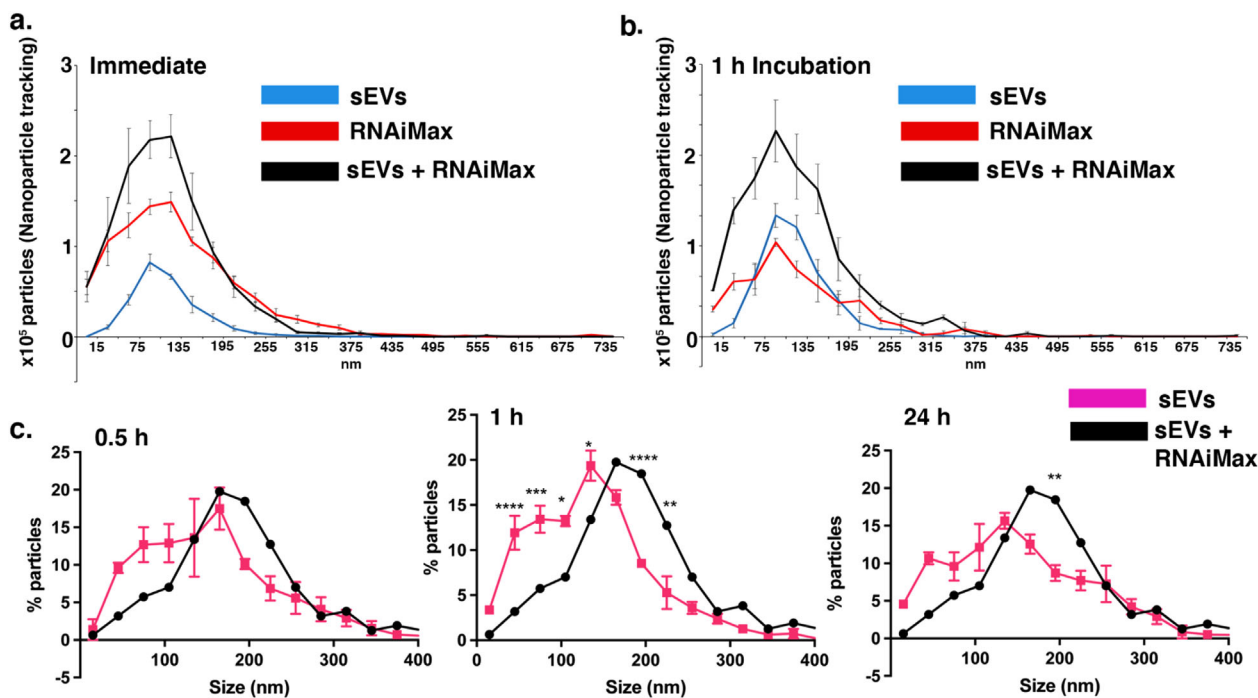 a.
Immediate
sEVs
RNAiMax
sEVs + RNAiMax
x10⁵ particles (Nanoparticle tracking)
3
2
1
0
15 75 135 195 255 315 375 435 495 555 615 675 735
nm
b.
1 h Incubation
sEVs
RNAiMax
sEVs + RNAiMax
x10⁵ particles (Nanoparticle tracking)
3
2
1
0
15 75 135 195 255 315 375 435 495 555 615 675 735
nm
sEVs
sEVs +
RNAiMax
c.
0.5 h
% particles
25
20
15
10
5
0
-5
100 200 300 400
Size (nm)
1 h
% particles
25
20
15
10
5
0
-5
0 100 200 300 400
**** *** * * **** **
Size (nm)
24 h
% particles
25
20
15
10
5
0
-5
100 200 300 400
**
Size (nm)